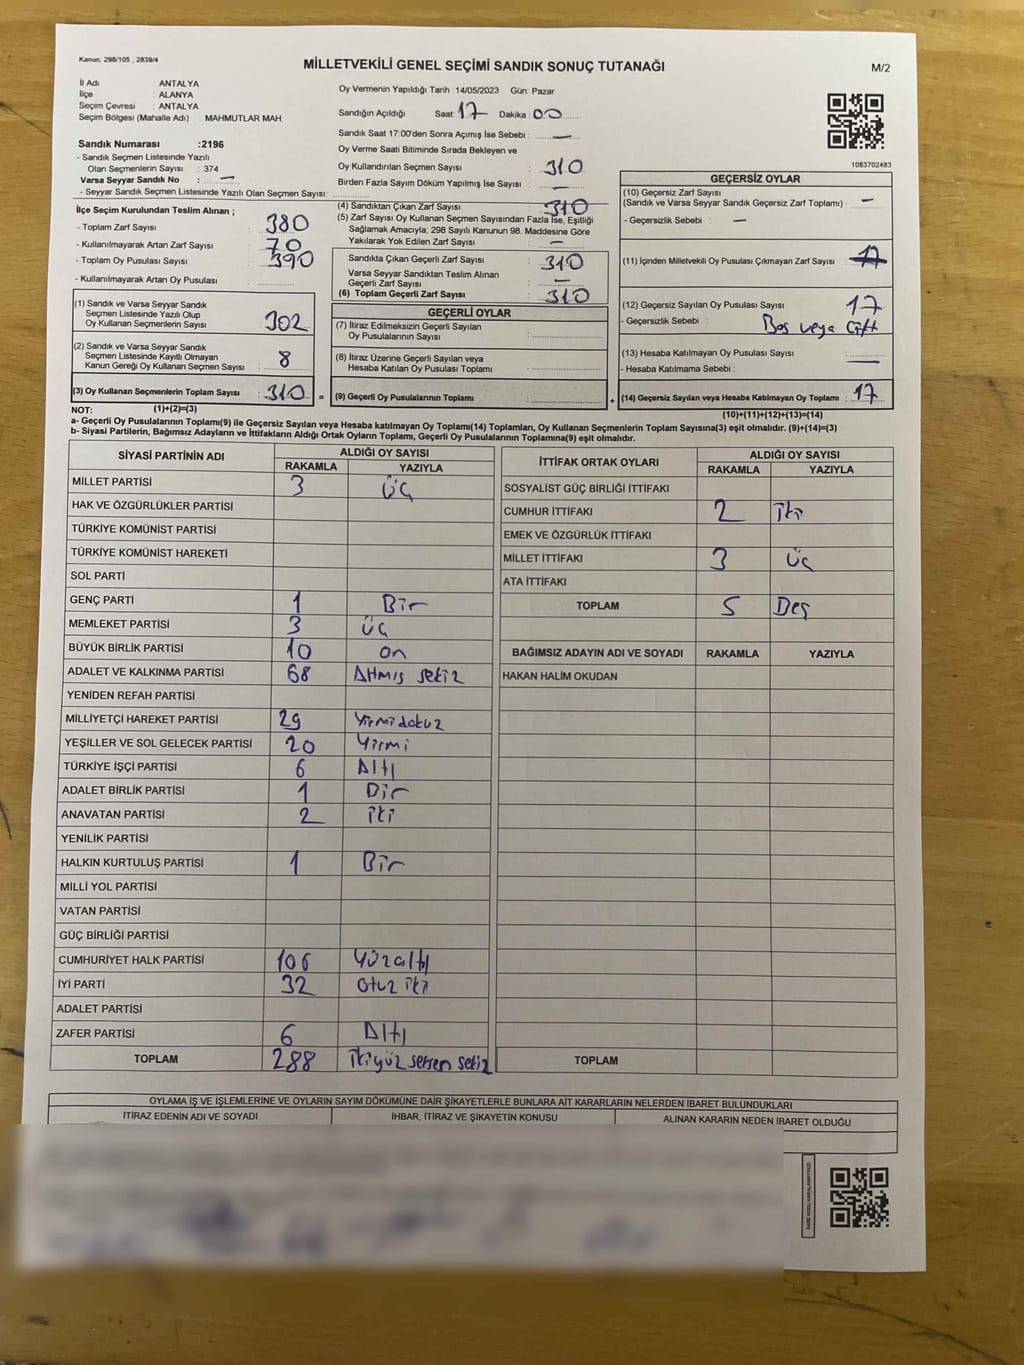 Kanun, 298/105 , 2839/4
MİLLETVEKİLİ GENEL SEÇİMİ SANDIK SONUÇ TUTANAĞI
M/2
İl Adı : ANTALYA
İlçe : ALANYA
Seçim Çevresi : ANTALYA
Seçim Bölgesi (Mahalle Adı) : MAHMUTLAR MAH.
Sandık Numarası :2196
- Sandık Seçmen Listesinde Yazılı
Olan Seçmenlerin Sayısı : 374
Varsa Seyyar Sandık No : —
- Seyyar Sandık Seçmen Listesinde Yazılı Olan Seçmen Sayısı:
Oy Vermenin Yapıldığı Tarih :14/05/2023 Gün: Pazar
Sandığın Açıldığı Saat: 17 Dakika : 00
Sandık Saat 17:00'den Sonra Açımış İse Sebebi : —
Oy Verme Saati Bitiminde Sırada Bekleyen ve
Oy Kullandırılan Seçmen Sayısı : 310
Birden Fazla Sayım Döküm Yapılmış İse Sayısı : —
1083702483
İlçe Seçim Kurulundan Teslim Alınan ;
- Toplam Zarf Sayısı : 380
- Kullanılmayarak Artan Zarf Sayısı : 70
- Toplam Oy Pusulası Sayısı : 390
- Kullanılmayarak Artan Oy Pusulası :
(1) Sandık ve Varsa Seyyar Sandık
Seçmen Listesinde Yazılı Olup
Oy Kullanan Seçmenlerin Sayısı : 302
(2) Sandık ve Varsa Seyyar Sandık
Seçmen Listesinde Kayıtlı Olmayan
Kanun Gereği Oy Kullanan Seçmen Sayısı : 8
(3) Oy Kullanan Seçmenlerin Toplam Sayısı : 310 =
(4) Sandıktan Çıkan Zarf Sayısı : 310
(5) Zarf Sayısı Oy Kullanan Seçmen Sayısından Fazla İse, Eşitliği
Sağlamak Amacıyla; 298 Sayılı Kanunun 98. Maddesine Göre
Yakılarak Yok Edilen Zarf Sayısı : —
Sandıkta Çıkan Geçerli Zarf Sayısı : 310
Varsa Seyyar Sandıktan Teslim Alınan
Geçerli Zarf Sayısı : —
(6) Toplam Geçerli Zarf Sayısı : 310
GEÇERLİ OYLAR
(7) İtiraz Edilmeksizin Geçerli Sayılan
Oy Pusulalarının Sayısı :
(8) İtiraz Üzerine Geçerli Sayılan veya
Hesaba Katılan Oy Pusulası Toplamı :
(9) Geçerli Oy Pusulalarının Toplamı : +
GEÇERSİZ OYLAR
(10) Geçersiz Zarf Sayısı
(Sandık ve Varsa Seyyar Sandık Geçersiz Zarf Toplamı) : —
- Geçersizlik Sebebi : —
(11) İçinden Milletvekili Oy Pusulası Çıkmayan Zarf Sayısı :
(12) Geçersiz Sayılan Oy Pusulası Sayısı : 17
- Geçersizlik Sebebi : Boş veya Çift
(13) Hesaba Katılmayan Oy Pusulası Sayısı : —
- Hesaba Katılmama Sebebi :
(14) Geçersiz Sayılan veya Hesaba Katılmayan Oy Toplamı : 17
NOT: (1)+(2)=(3)
(10)+(11)+(12)+(13)=(14)
a- Geçerli Oy Pusulalarının Toplamı(9) ile Geçersiz Sayılan veya Hesaba Katılmayan Oy Toplamı(14) Toplamları, Oy Kullanan Seçmenlerin Toplam Sayısına(3) eşit olmalıdır. (9)+(14)=(3)
b- Siyasi Partilerin, Bağımsız Adayların ve İttifakların Aldığı Ortak Oyların Toplamı, Geçerli Oy Pusulalarının Toplamına(9) eşit olmalıdır.
SİYASİ PARTİNİN ADI ALDIĞI OY SAYISI
RAKAMLA YAZIYLA
MİLLET PARTİSİ 3 üç
HAK VE ÖZGÜRLÜKLER PARTİSİ
TÜRKİYE KOMÜNİST PARTİSİ
TÜRKİYE KOMÜNİST HAREKETİ
SOL PARTİ
GENÇ PARTİ 1 Bir
MEMLEKET PARTİSİ 3 üç
BÜYÜK BİRLİK PARTİSİ 10 on
ADALET VE KALKINMA PARTİSİ 68 Altmış sekiz
YENİDEN REFAH PARTİSİ
MİLLİYETÇİ HAREKET PARTİSİ 29 Yirmidokuz
YEŞİLLER VE SOL GELECEK PARTİSİ 20 Yirmi
TÜRKİYE İŞÇİ PARTİSİ 6 Altı
ADALET BİRLİK PARTİSİ 1 Bir
ANAVATAN PARTİSİ 2 iki
YENİLİK PARTİSİ
HALKIN KURTULUŞ PARTİSİ 1 Bir
MİLLİ YOL PARTİSİ
VATAN PARTİSİ
GÜÇ BİRLİĞİ PARTİSİ
CUMHURİYET HALK PARTİSİ 106 Yüzaltı
İYİ PARTİ 32 Otuz iki
ADALET PARTİSİ
ZAFER PARTİSİ 6 Altı
TOPLAM 288 İkiyüz seksen sekiz
İTTİFAK ORTAK OYLARI ALDIĞI OY SAYISI
RAKAMLA YAZIYLA
SOSYALİST GÜÇ BİRLİĞİ İTTİFAKI
CUMHUR İTTİFAKI 2 iki
EMEK VE ÖZGÜRLÜK İTTİFAKI
MİLLET İTTİFAKI 3 üç
ATA İTTİFAKI
TOPLAM 5 Beş
BAĞIMSIZ ADAYIN ADI VE SOYADI RAKAMLA YAZIYLA
HAKAN HALİM OKUDAN
TOPLAM
OYLAMA İŞ VE İŞLEMLERİNE VE OYLARIN SAYIM DÖKÜMÜNE DAİR ŞİKAYETLERLE BUNLARA AİT KARARLARIN NELERDEN İBARET BULUNDUKLARI
İTİRAZ EDENİN ADI VE SOYADI İHBAR, İTİRAZ VE ŞİKAYETİN KONUSU ALINAN KARARIN NEDEN İBARET OLDUĞU